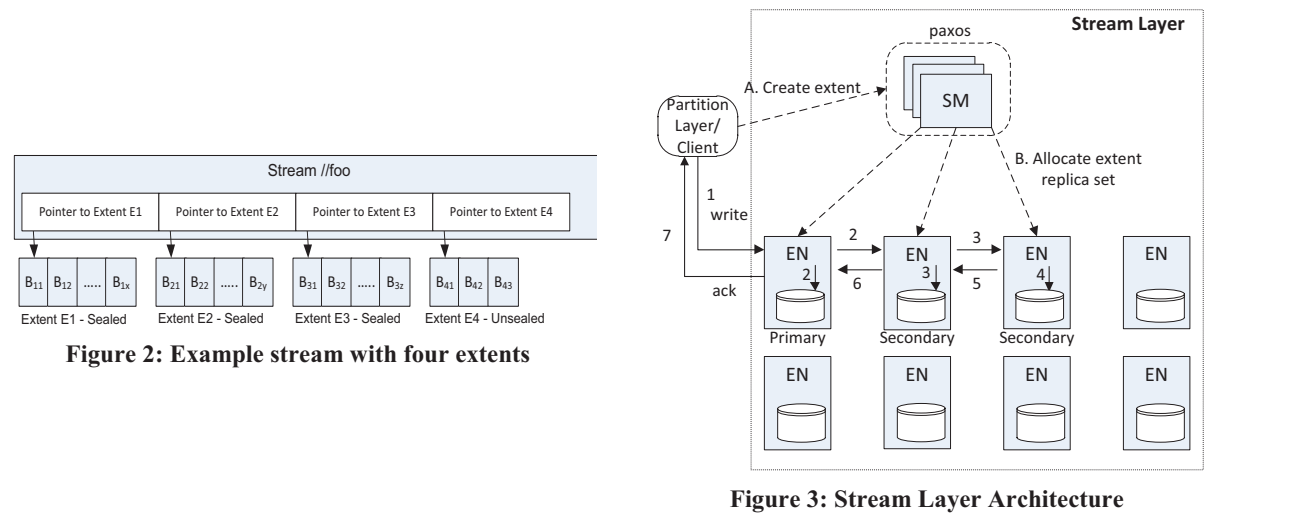 Stream //foo
Pointer to Extent E1
Pointer to Extent E2
Pointer to Extent E3
Pointer to Extent E4
B11 B12 ..... B1x
B21 B22 ..... B2y
B31 B32 ..... B3z
B41 B42 B43
Extent E1 - Sealed
Extent E2 - Sealed
Extent E3 - Sealed
Extent E4 - Unsealed
Figure 2: Example stream with four extents
Stream Layer
paxos
SM
A. Create extent
Partition
Layer/
Client
B. Allocate extent
replica set
1
write
7
ack
EN
2
2
6
EN
3
3
5
EN
4
EN
Primary
Secondary
Secondary
EN
EN
EN
EN
Figure 3: Stream Layer Architecture